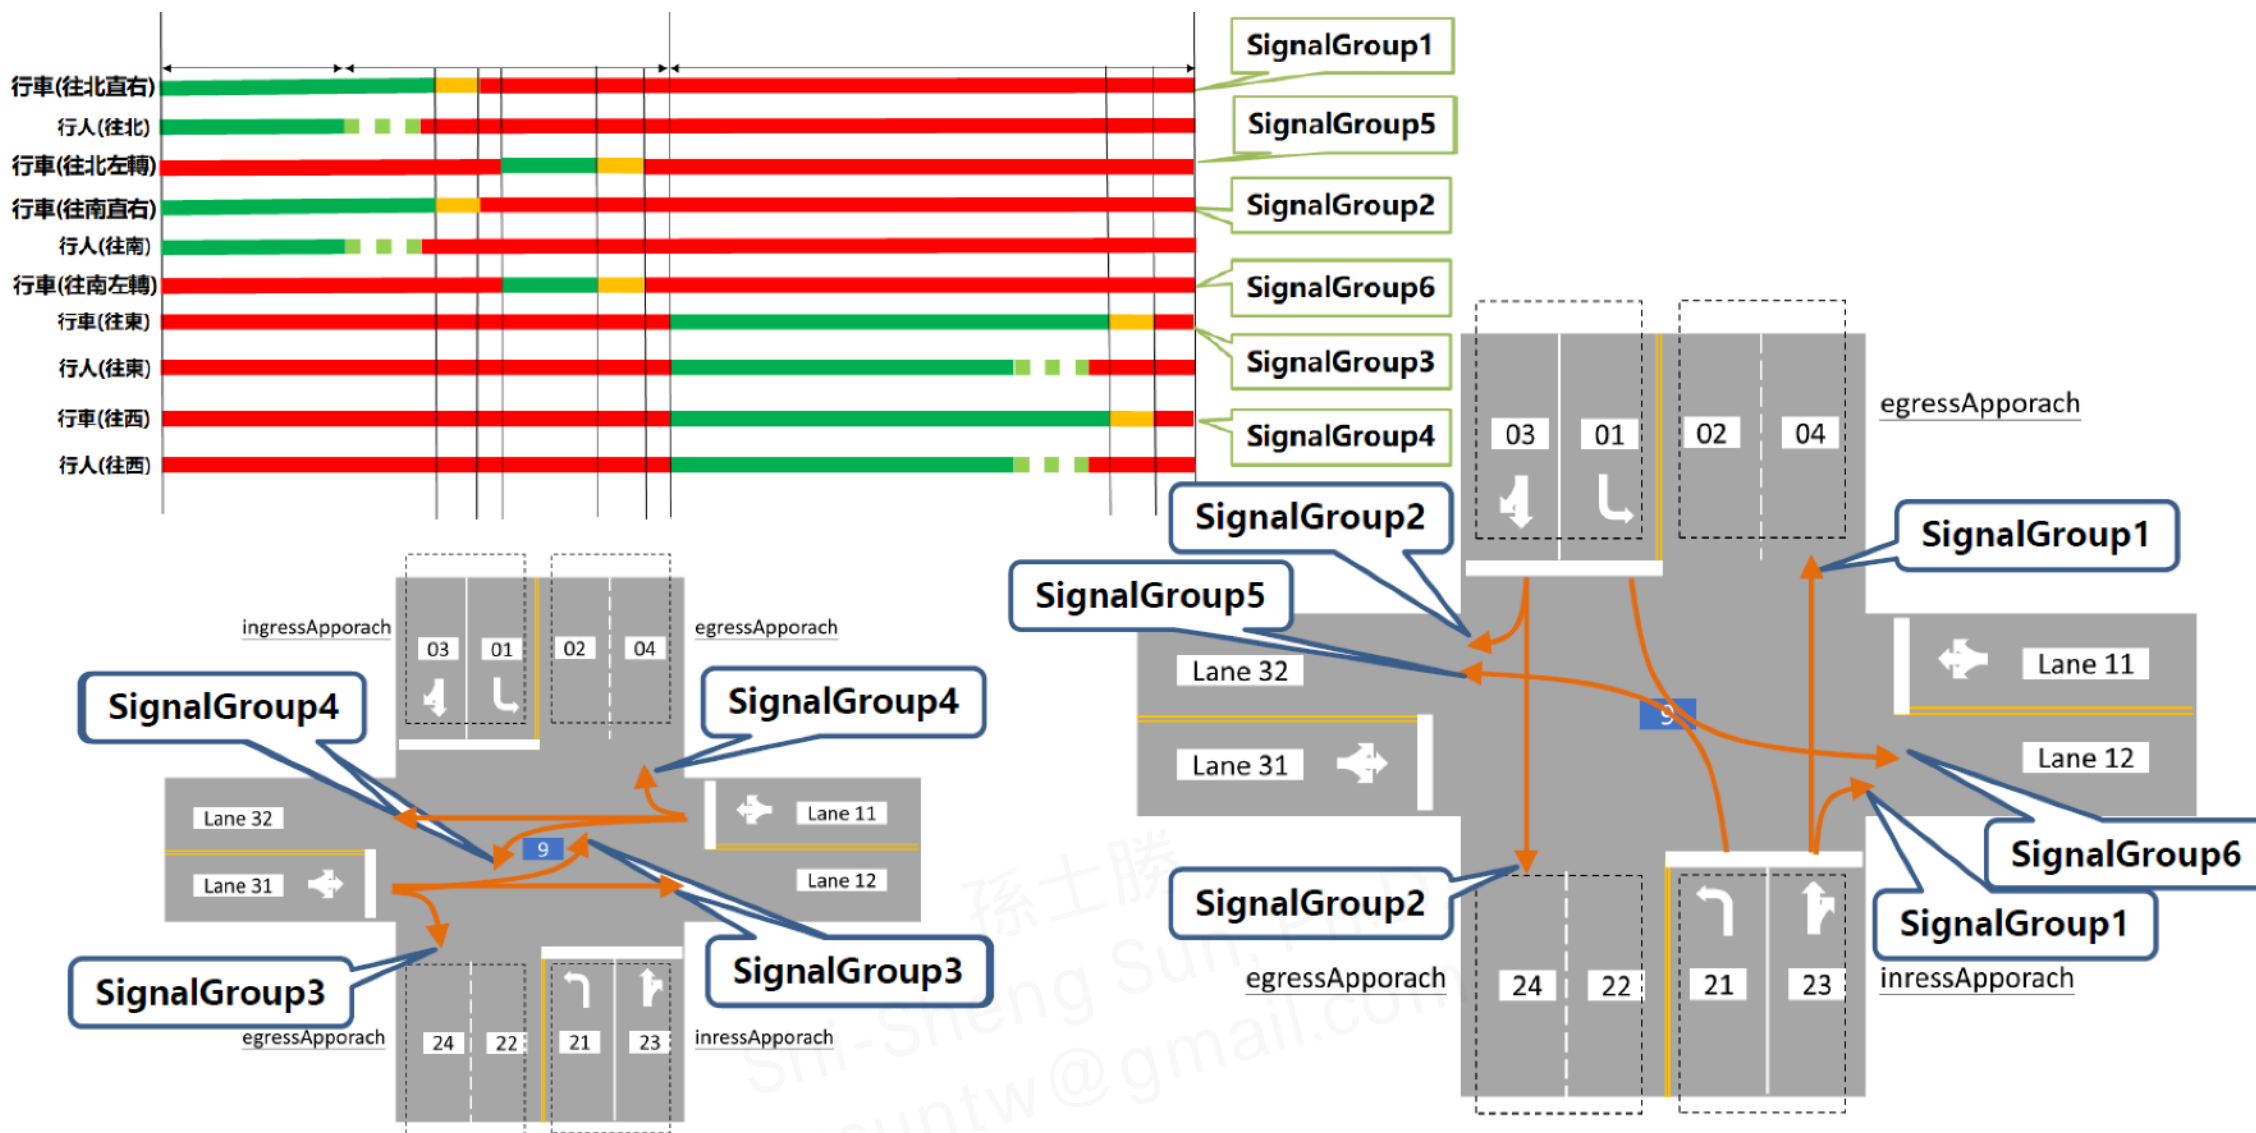 行車(往北直右)
行人(往北)
行車(往北左轉)
行車(往南直右)
行人(往南)
行車(往南左轉)
行車(往東)
行人(往東)
行車(往西)
行人(往西)
SignalGroup1
SignalGroup5
SignalGroup2
SignalGroup6
SignalGroup3
SignalGroup4
ingressApporach
egressApporach
03
01
02
04
SignalGroup4
SignalGroup4
Lane 32
Lane 11
9
Lane 31
Lane 12
SignalGroup3
SignalGroup3
egressApporach
inressApporach
24
22
21
23
egressApporach
03
01
02
04
SignalGroup2
SignalGroup1
SignalGroup5
Lane 32
Lane 11
9
Lane 31
Lane 12
SignalGroup6
SignalGroup2
SignalGroup1
egressApporach
inressApporach
24
22
21
23
孫士勝
Shi-Sheng Sun, Ph.D
suntw@gmail.com